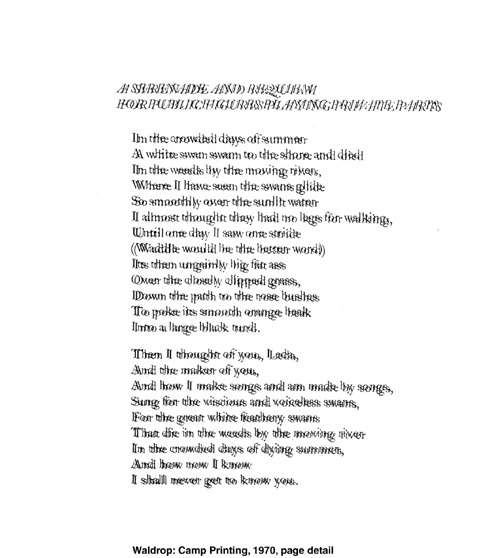 A SERENADE AND REQUIEM
FOR PUBLIC FIGURES PLAYING PRIVATE PARTS
In the crowded days of summer
A white swan swam to the shore and died
In the weeds by the moving river,
Where I have seen the swans glide
So smoothly over the sunlit water
I almost thought they had no legs for walking,
Until one day I saw one stride
(Waddle would be the better word)
Its then ungainly big fat ass
Over the closely clipped grass,
Down the path to the rose bushes
To poke its smooth orange beak
Into a large black turd.
Then I thought of you, Leda,
And the maker of you,
And how I make songs and am made by songs,
Sung for the viscious and voiceless swans,
For the great white feathery swans
That die in the weeds by the moving river
In the crowded days of dying summer,
And how now I know
I shall never get to know you.
Waldrop: Camp Printing, 1970, page detail